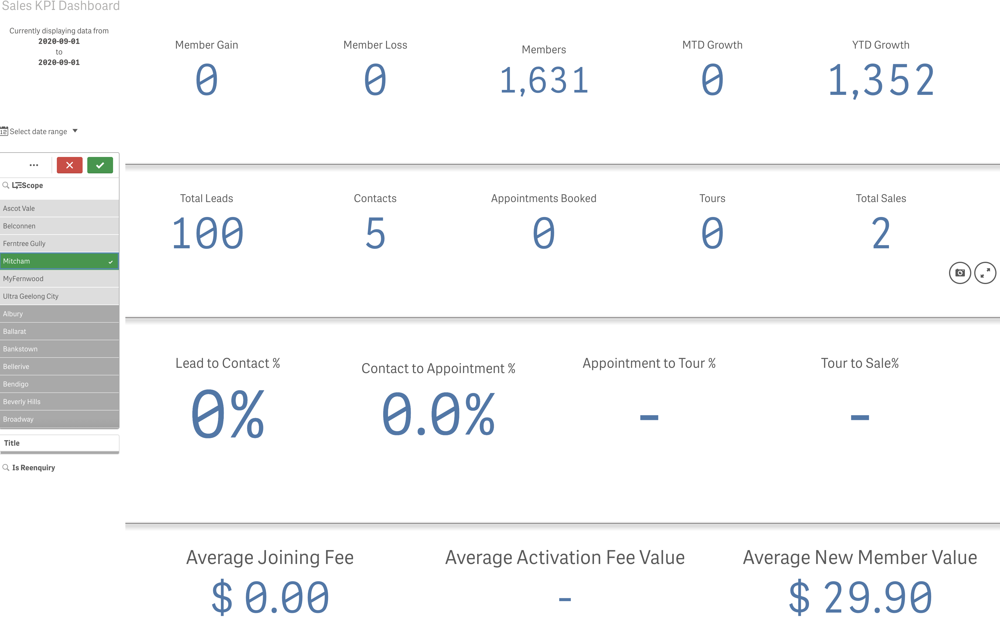 Sales KPI Dashboard
Currently displaying data from
2020-09-01
to
2020-09-01
12 Select date range
Scope
Ascot Vale
Belconnen
Ferntree Gully
Mitcham
MyFernwood
Ultra Geelong City
Albury
Ballarat
Bankstown
Bellerive
Bendigo
Beverly Hills
Broadway
Title
Is Reenquiry
Member Gain
0
Member Loss
0
Members
1,631
MTD Growth
0
YTD Growth
1,352
Total Leads
100
Contacts
5
Appointments Booked
0
Tours
0
Total Sales
2
Lead to Contact %
0%
Contact to Appointment %
0.0%
Appointment to Tour %
-
Tour to Sale%
-
Average Joining Fee
$ 0.00
Average Activation Fee Value
-
Average New Member Value
$ 29.90